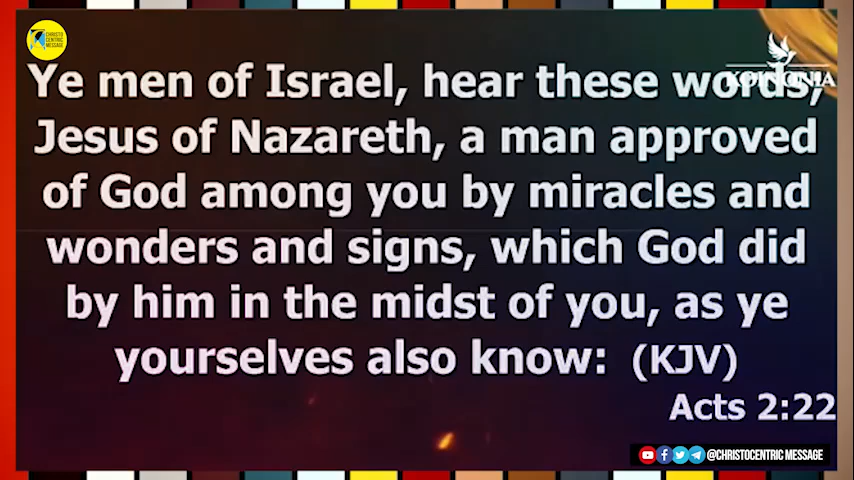 CHRISTO
CENTRIC
MESSAGE
KOINONIA
Ye men of Israel, hear these words;
Jesus of Nazareth, a man approved
of God among you by miracles and
wonders and signs, which God did
by him in the midst of you, as ye
yourselves also know: (KJV)
Acts 2:22
@CHRISTOCENTRIC MESSAGE